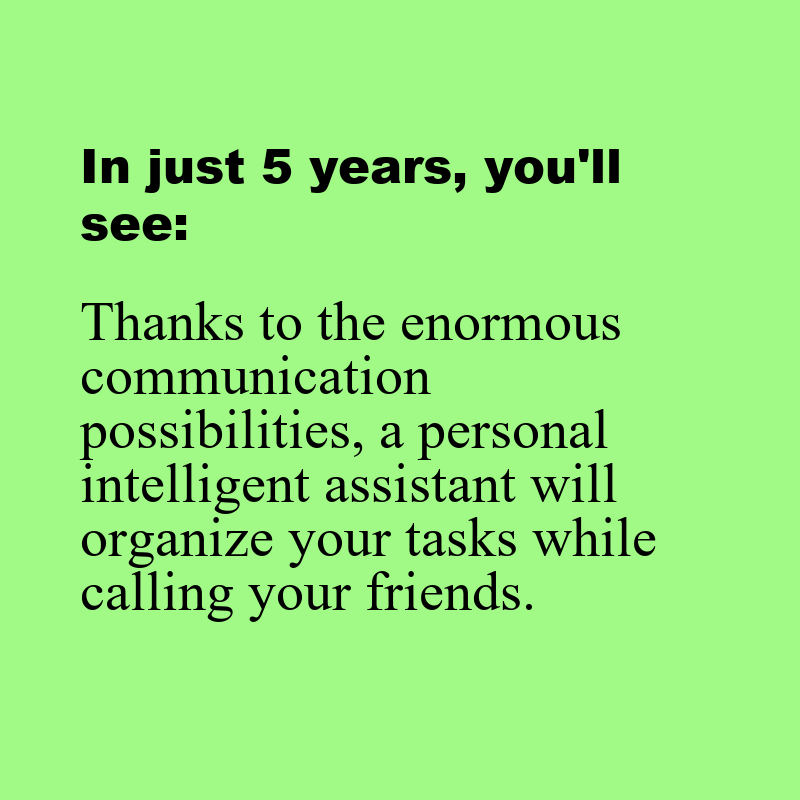 In just 5 years, you'll
see:
Thanks to the enormous
communication
possibilities, a personal
intelligent assistant will
organize your tasks while
calling your friends.